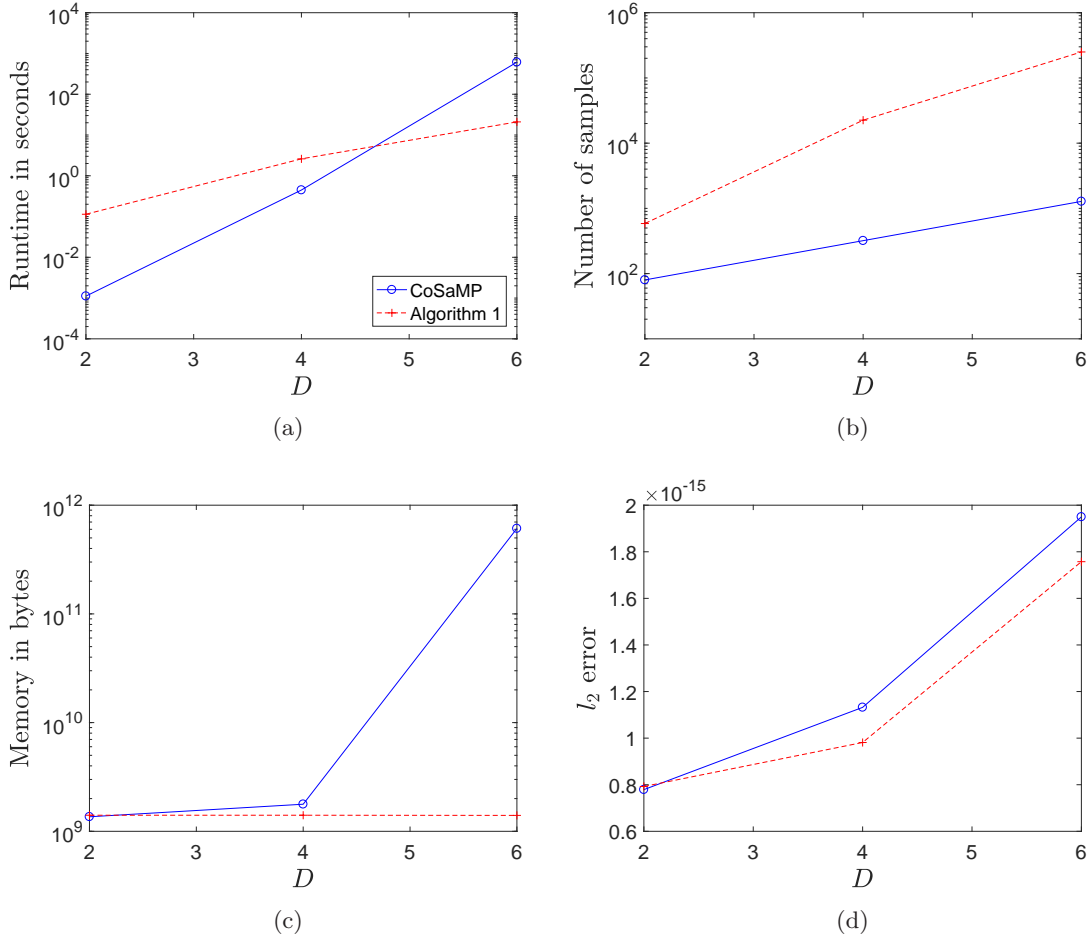 10^4
10^2
10^0
10^-2
10^-4
Runtime in seconds
2 3 4 5 6
D
CoSaMP
Algorithm 1
(a)
10^6
10^4
10^2
Number of samples
2 3 4 5 6
D
(b)
10^12
10^11
10^10
10^9
Memory in bytes
2 3 4 5 6
D
(c)
×10^-15
2
1.8
1.6
1.4
1.2
1
0.8
0.6
l_2 error
2 3 4 5 6
D
(d)